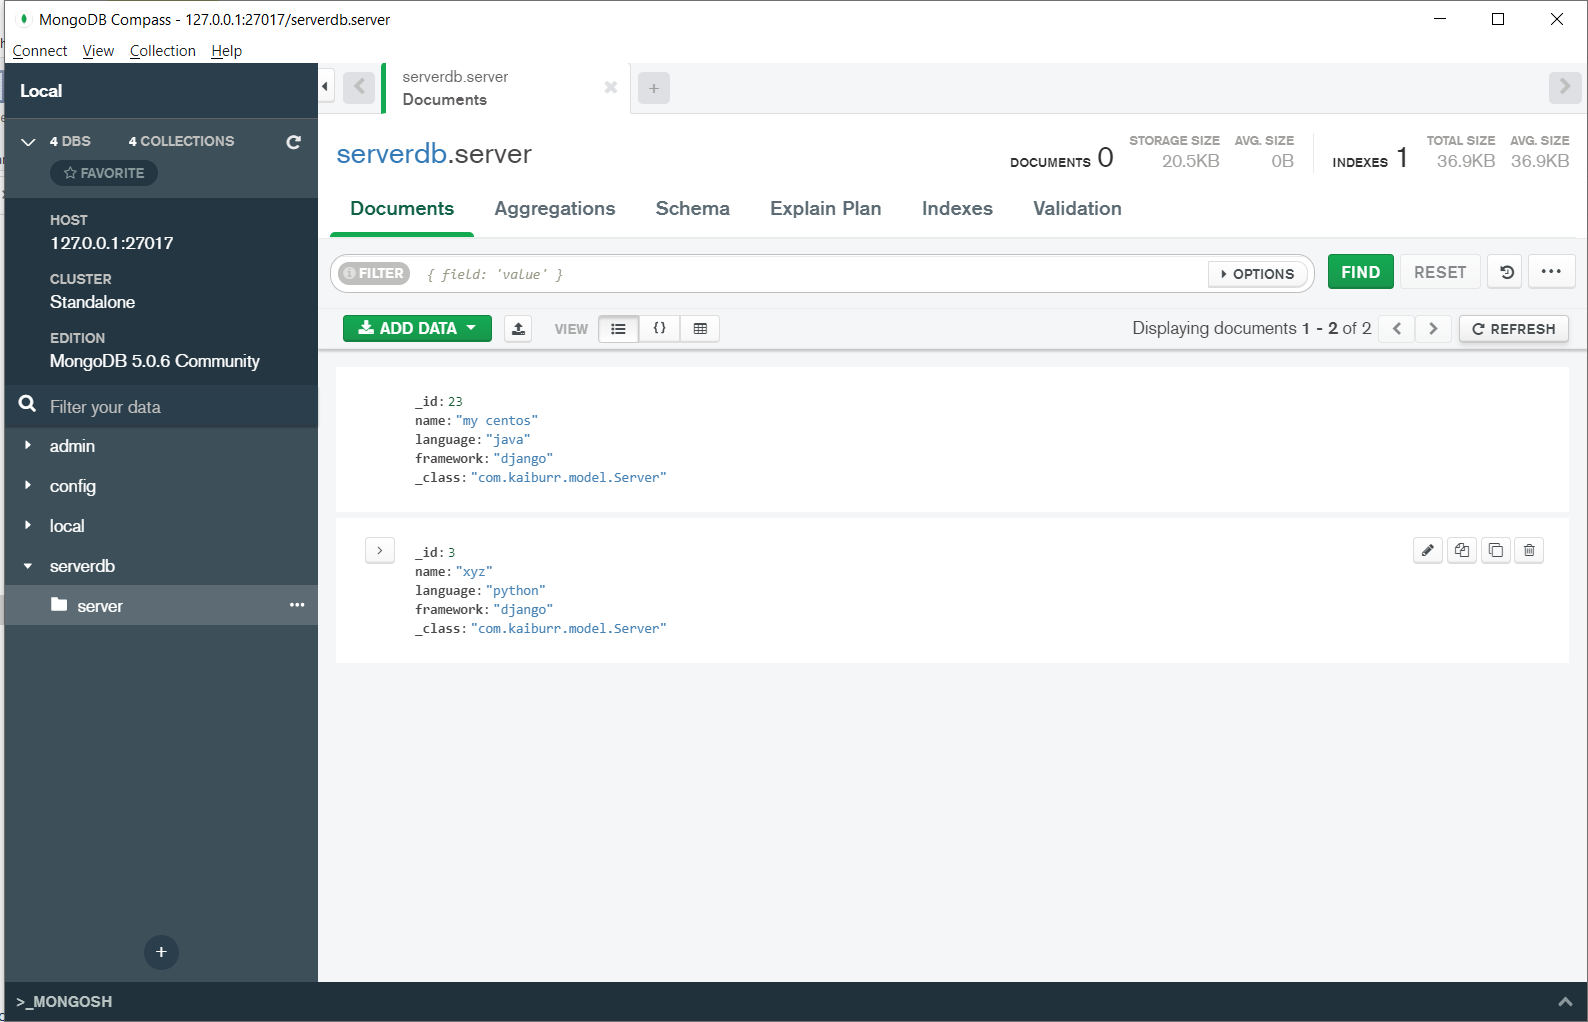 MongoDB Compass - 127.0.0.1:27017/serverdb.server
Connect View Collection Help
Local
4 DBS 4 COLLECTIONS
FAVORITE
HOST
127.0.0.1:27017
CLUSTER
Standalone
EDITION
MongoDB 5.0.6 Community
Filter your data
admin
config
local
serverdb
server
serverdb.server
Documents
serverdb.server
DOCUMENTS 0
STORAGE SIZE
20.5KB
AVG. SIZE
0B
INDEXES 1
TOTAL SIZE
36.9KB
AVG. SIZE
36.9KB
Documents Aggregations Schema Explain Plan Indexes Validation
FILTER { field: 'value' } OPTIONS FIND RESET
ADD DATA VIEW {} Displaying documents 1 - 2 of 2 REFRESH
_id: 23
name: "my centos"
language: "java"
framework: "django"
_class: "com.kaiburr.model.Server"
_id: 3
name: "xyz"
language: "python"
framework: "django"
_class: "com.kaiburr.model.Server"
>_MONGOSH